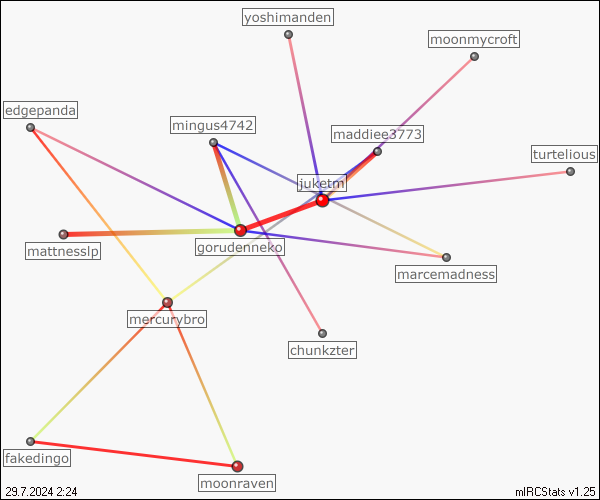 yoshimanden
moonmycroft
edgepanda
mingus4742
maddiee3773
turtelious
juketn
gorudenneko
mattnesslp
marcemadness
mercurybro
chunkzter
fakedingo
moonraven
29.7.2024 2:24
mIRCStats v1.25